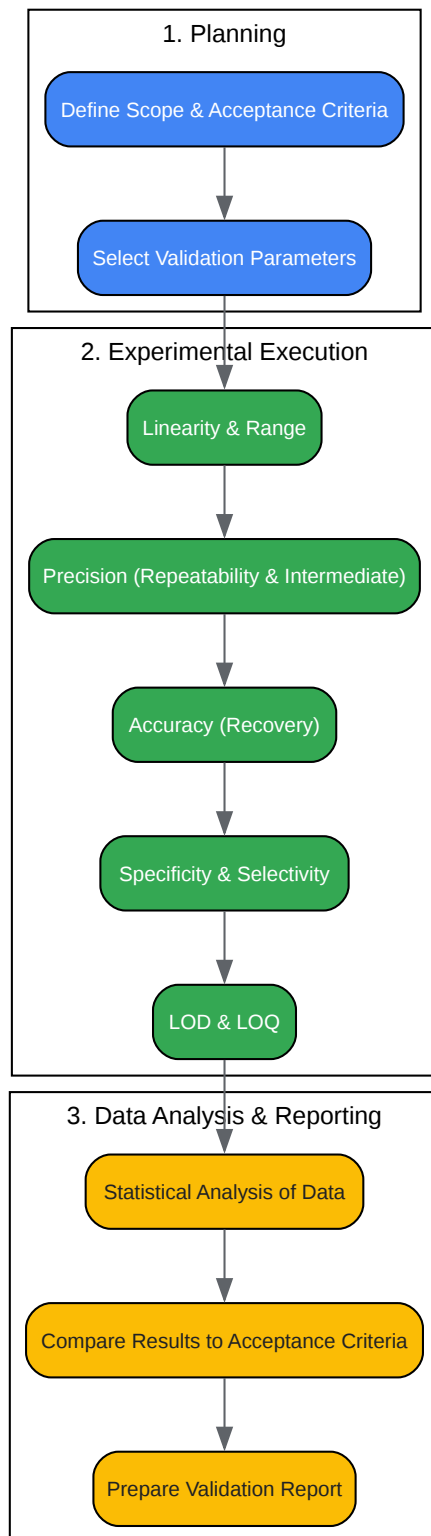 1. Planning
Define Scope & Acceptance Criteria
Select Validation Parameters
2. Experimental Execution
Linearity & Range
Precision (Repeatability & Intermediate)
Accuracy (Recovery)
Specificity & Selectivity
LOD & LOQ
3. Data Analysis & Reporting
Statistical Analysis of Data
Compare Results to Acceptance Criteria
Prepare Validation Report